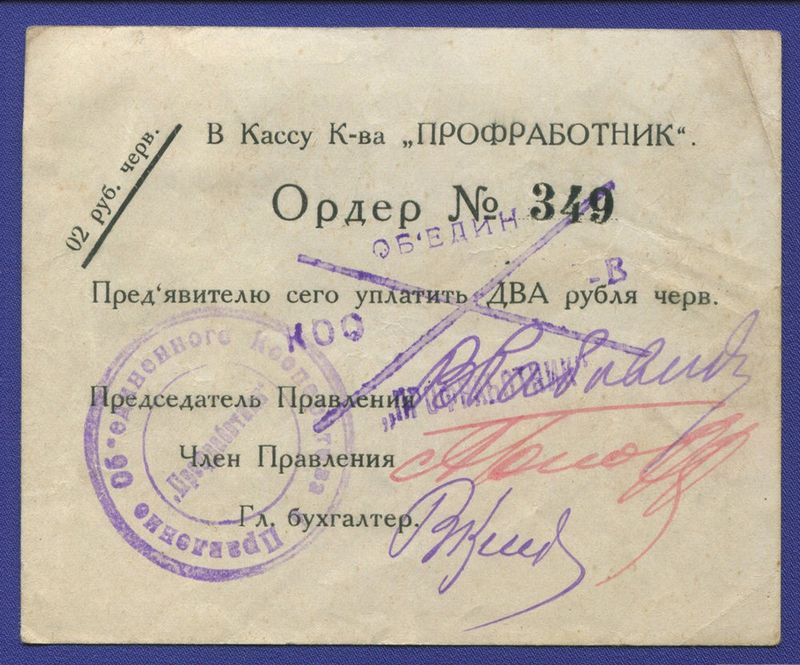 02 руб. черв.
В Кассу К-ва „ПРОФРАБОТНИК“.
Ордер № 349
ОБ'ЕДИН
-В
Пред'явителю сего уплатить ДВА рубля черв.
КОО
„ПРОФРАБОТНИК“
Председатель Правления
Член Правления
Гл. бухгалтер.
Правление Об'единенного Кооператива
„Профработник“